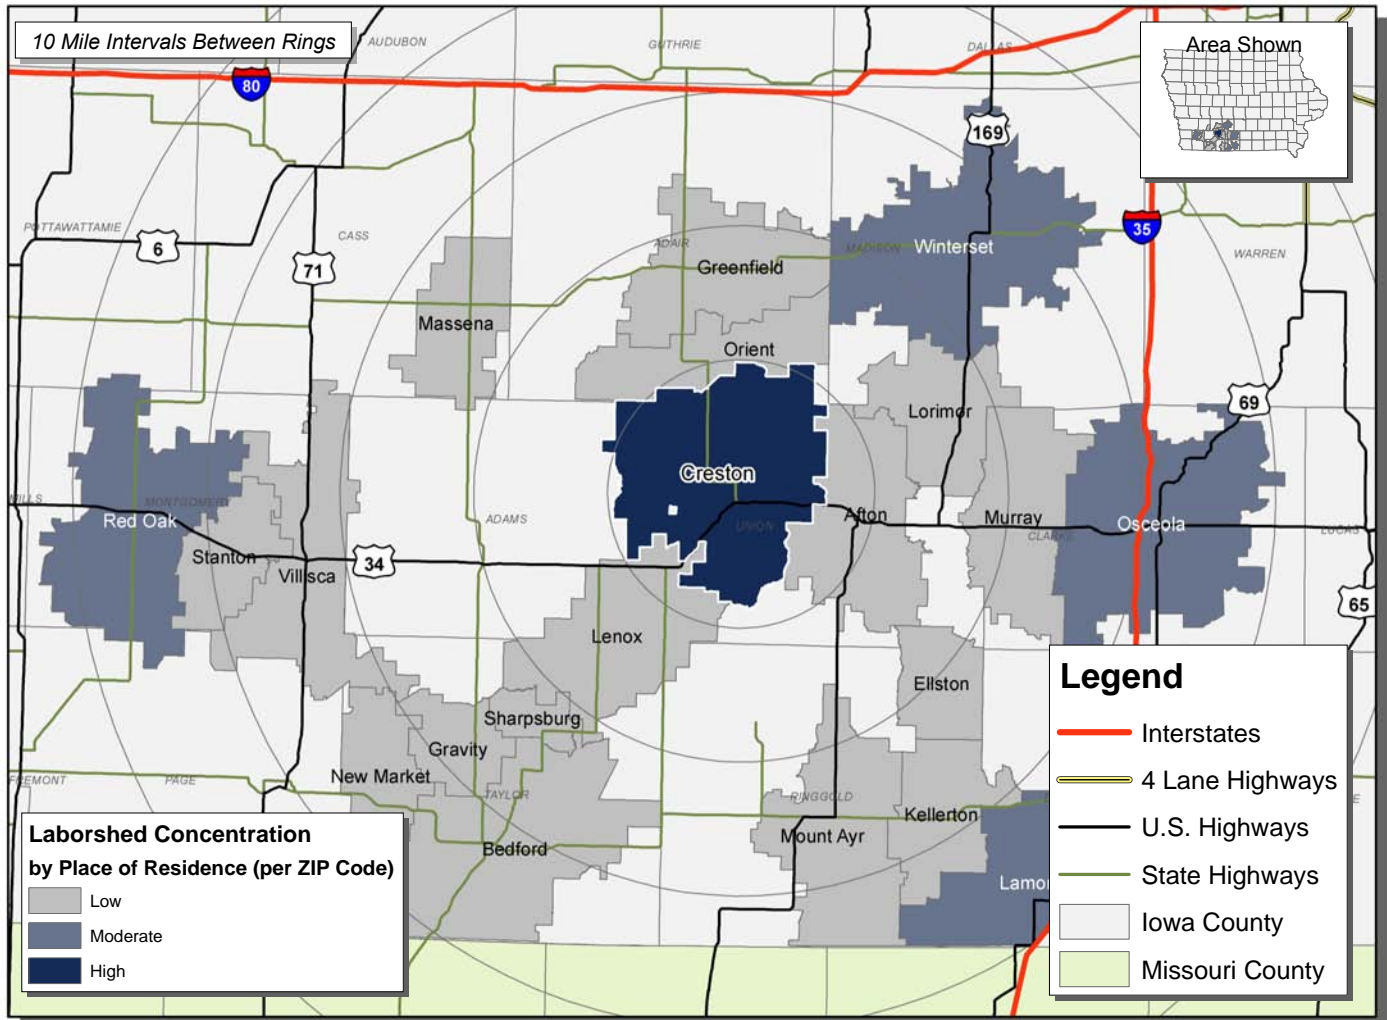 10 Mile Intervals Between Rings
AUDUBON
GUTHRIE
DALLAS
Area Shown
80
169
POTTAWATTAMIE
6
CASS
71
ADAIR
Greenfield
MADISON
Winterset
35
WARREN
Massena
Orient
Lorimor
69
Creston
MILLS
MONTGOMERY
Red Oak
ADAMS
UNION
Afton
Murray
CLARKE
Osceola
LUCAS
Stanton
Villisca
34
65
Lenox
Ellston
Sharpsburg
Gravity
New Market
FREMONT
PAGE
TAYLOR
RINGGOLD
Kellerton
Mount Ayr
Bedford
Lamo
Laborshed Concentration
by Place of Residence (per ZIP Code)
Low
Moderate
High
Legend
Interstates
4 Lane Highways
U.S. Highways
State Highways
Iowa County
Missouri County